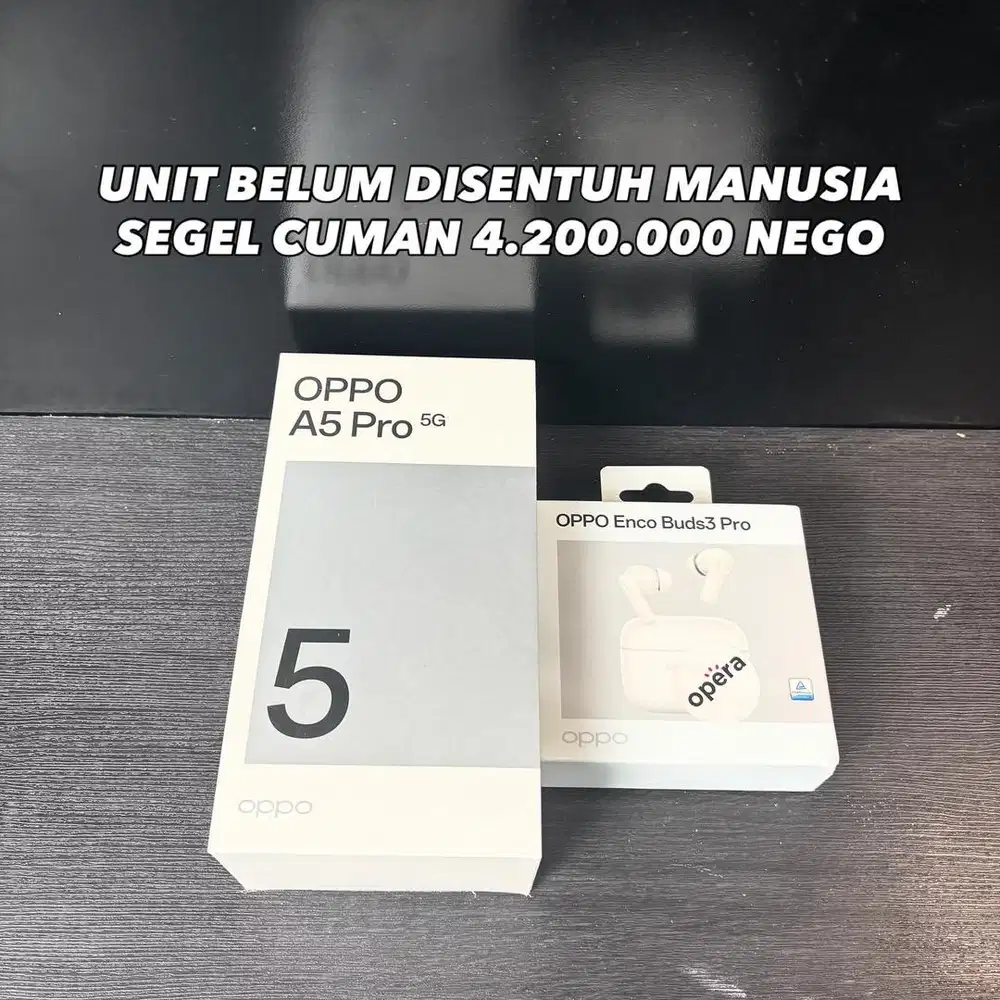 UNIT BELUM DISENTUH MANUSIA
SEGEL CUMAN 4.200.000 NEGO
OPPO
A5 Pro 5G
5
oppo
OPPO Enco Buds3 Pro
opera
oppo